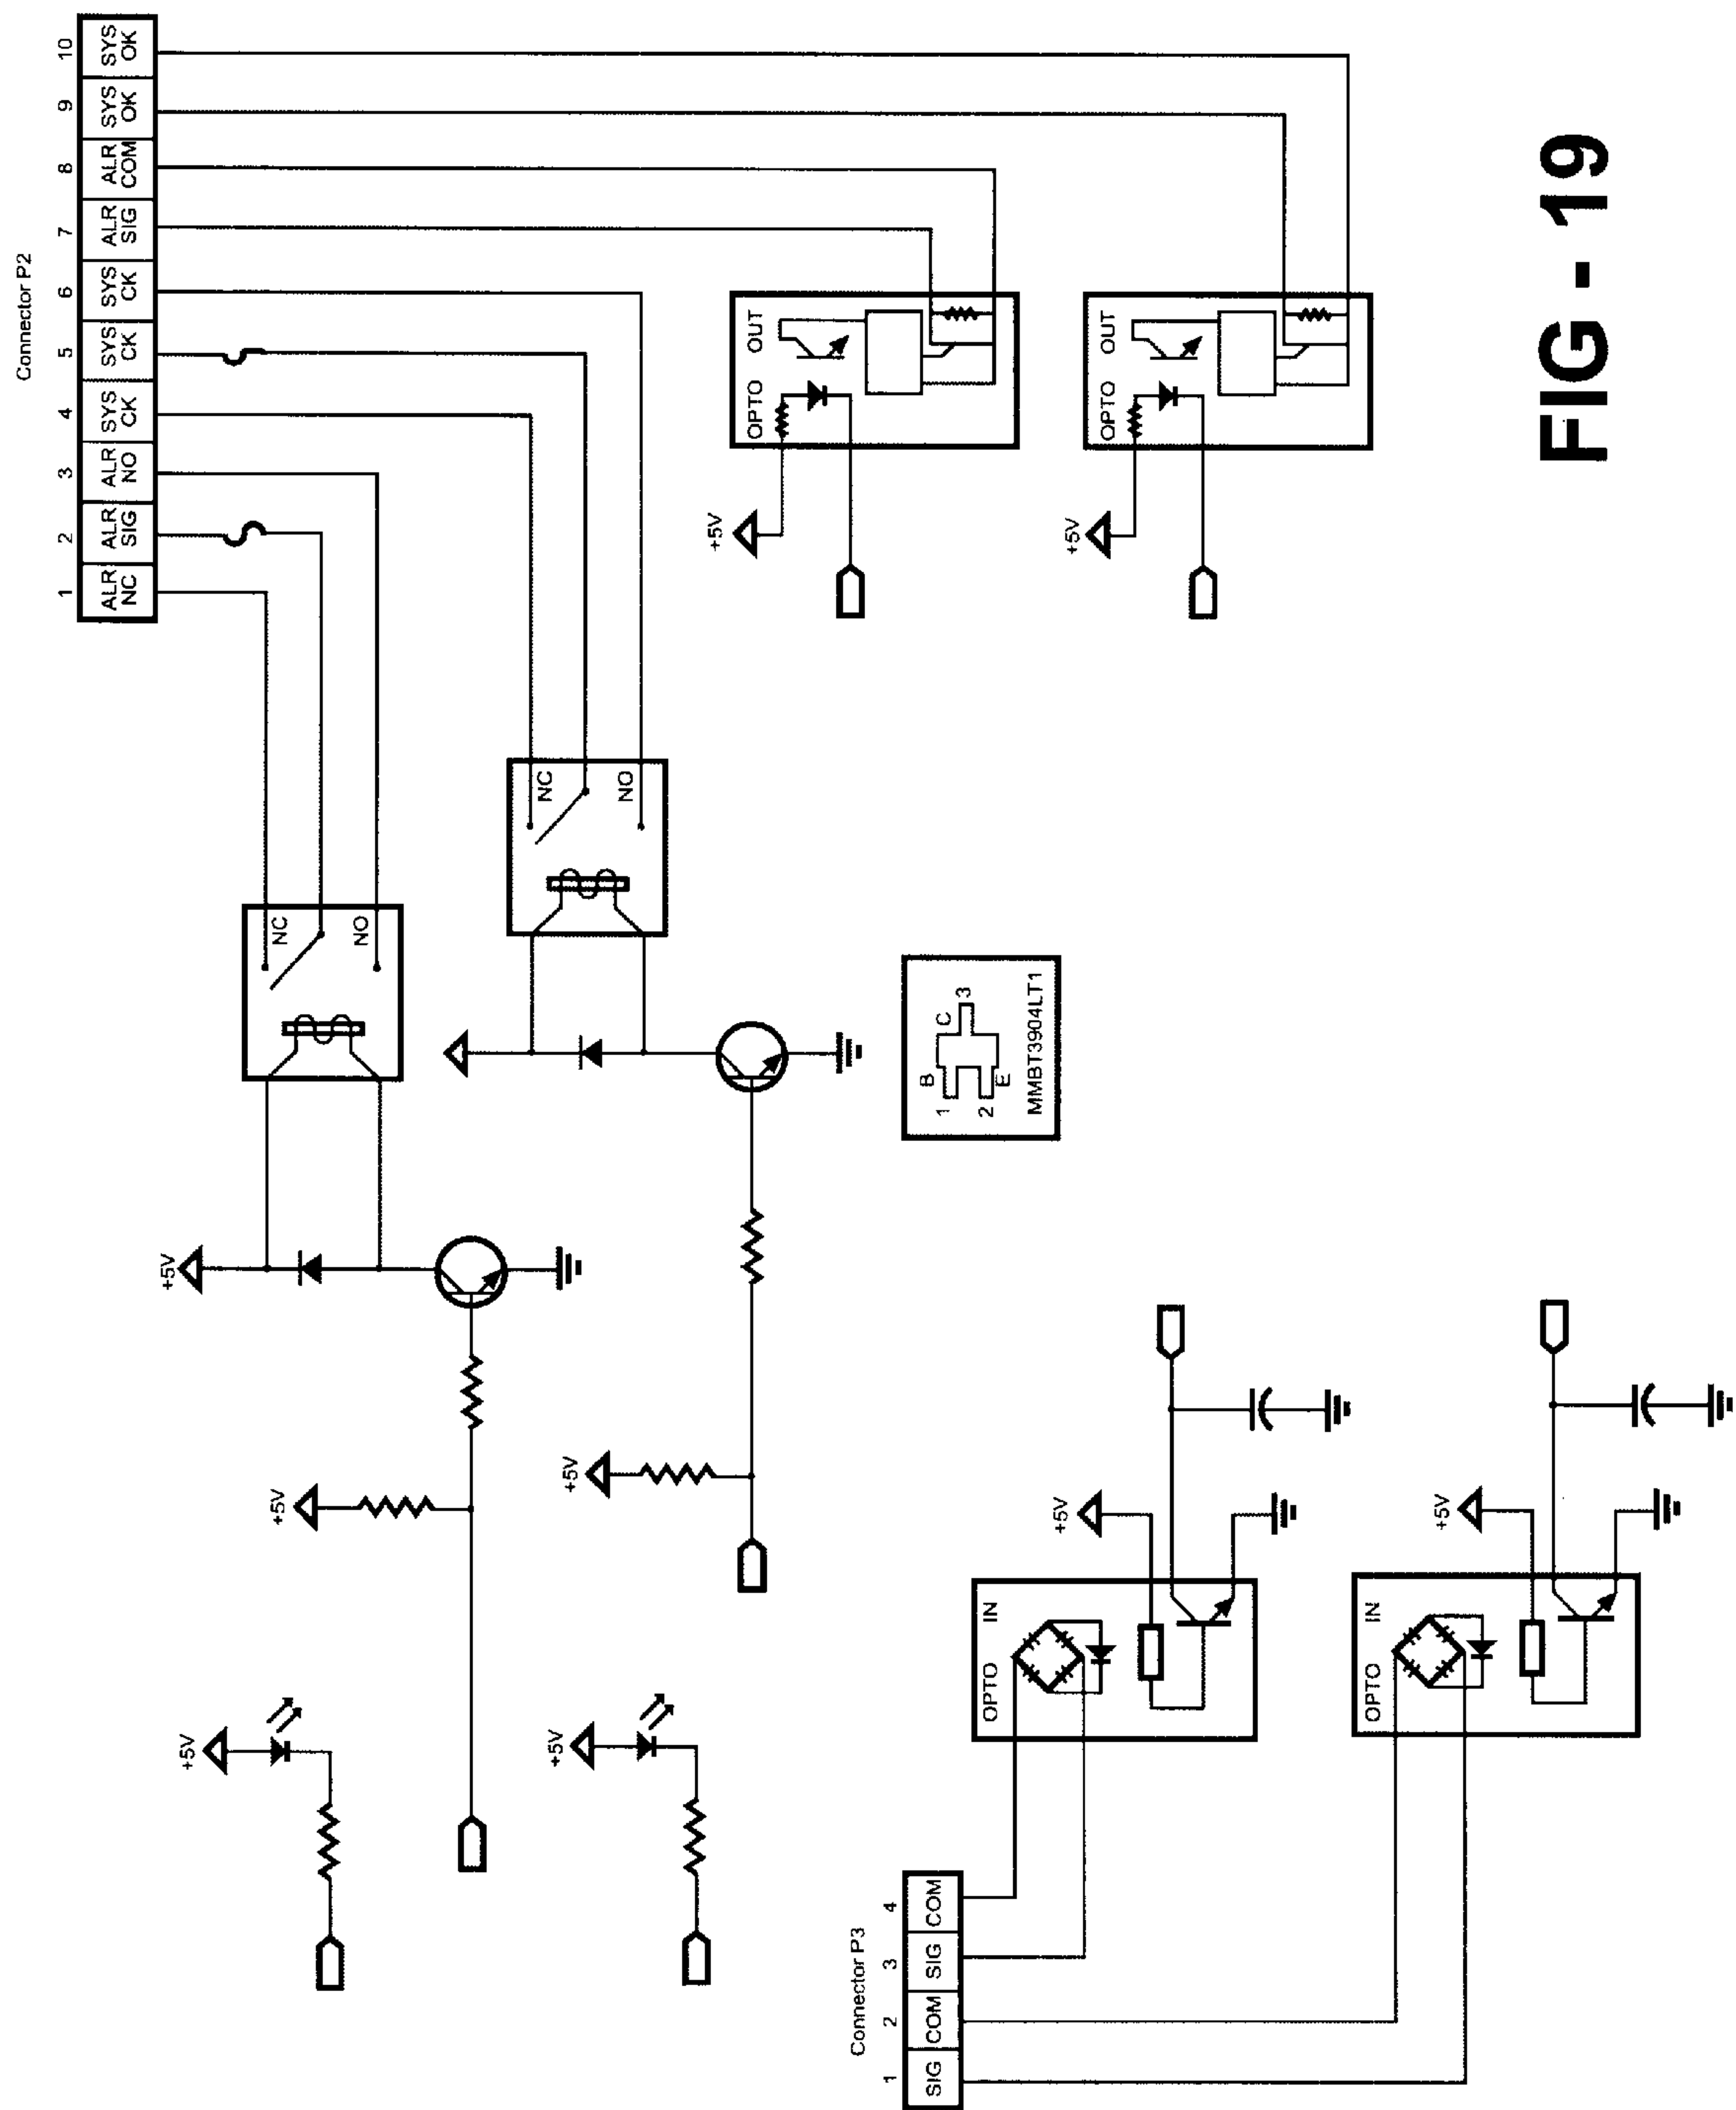 Connector P2
1 2 3 4 5 6 7 8 9 10
ALR NC
ALR SIG
ALR NO
SYS CK
SYS CK
SYS CK
ALR SIG
ALR COM
SYS OK
SYS OK
+5V
NC
NO
+5V
NC
NO
+5V
+5V
+5V
OPTO OUT
+5V
OPTO OUT
+5V
B
C
1
3
2
E
MMBT3904LT1
Connector P3
1 2 3 4
SIG
COM
SIG
COM
OPTO IN
+5V
OPTO IN
+5V
FIG - 19